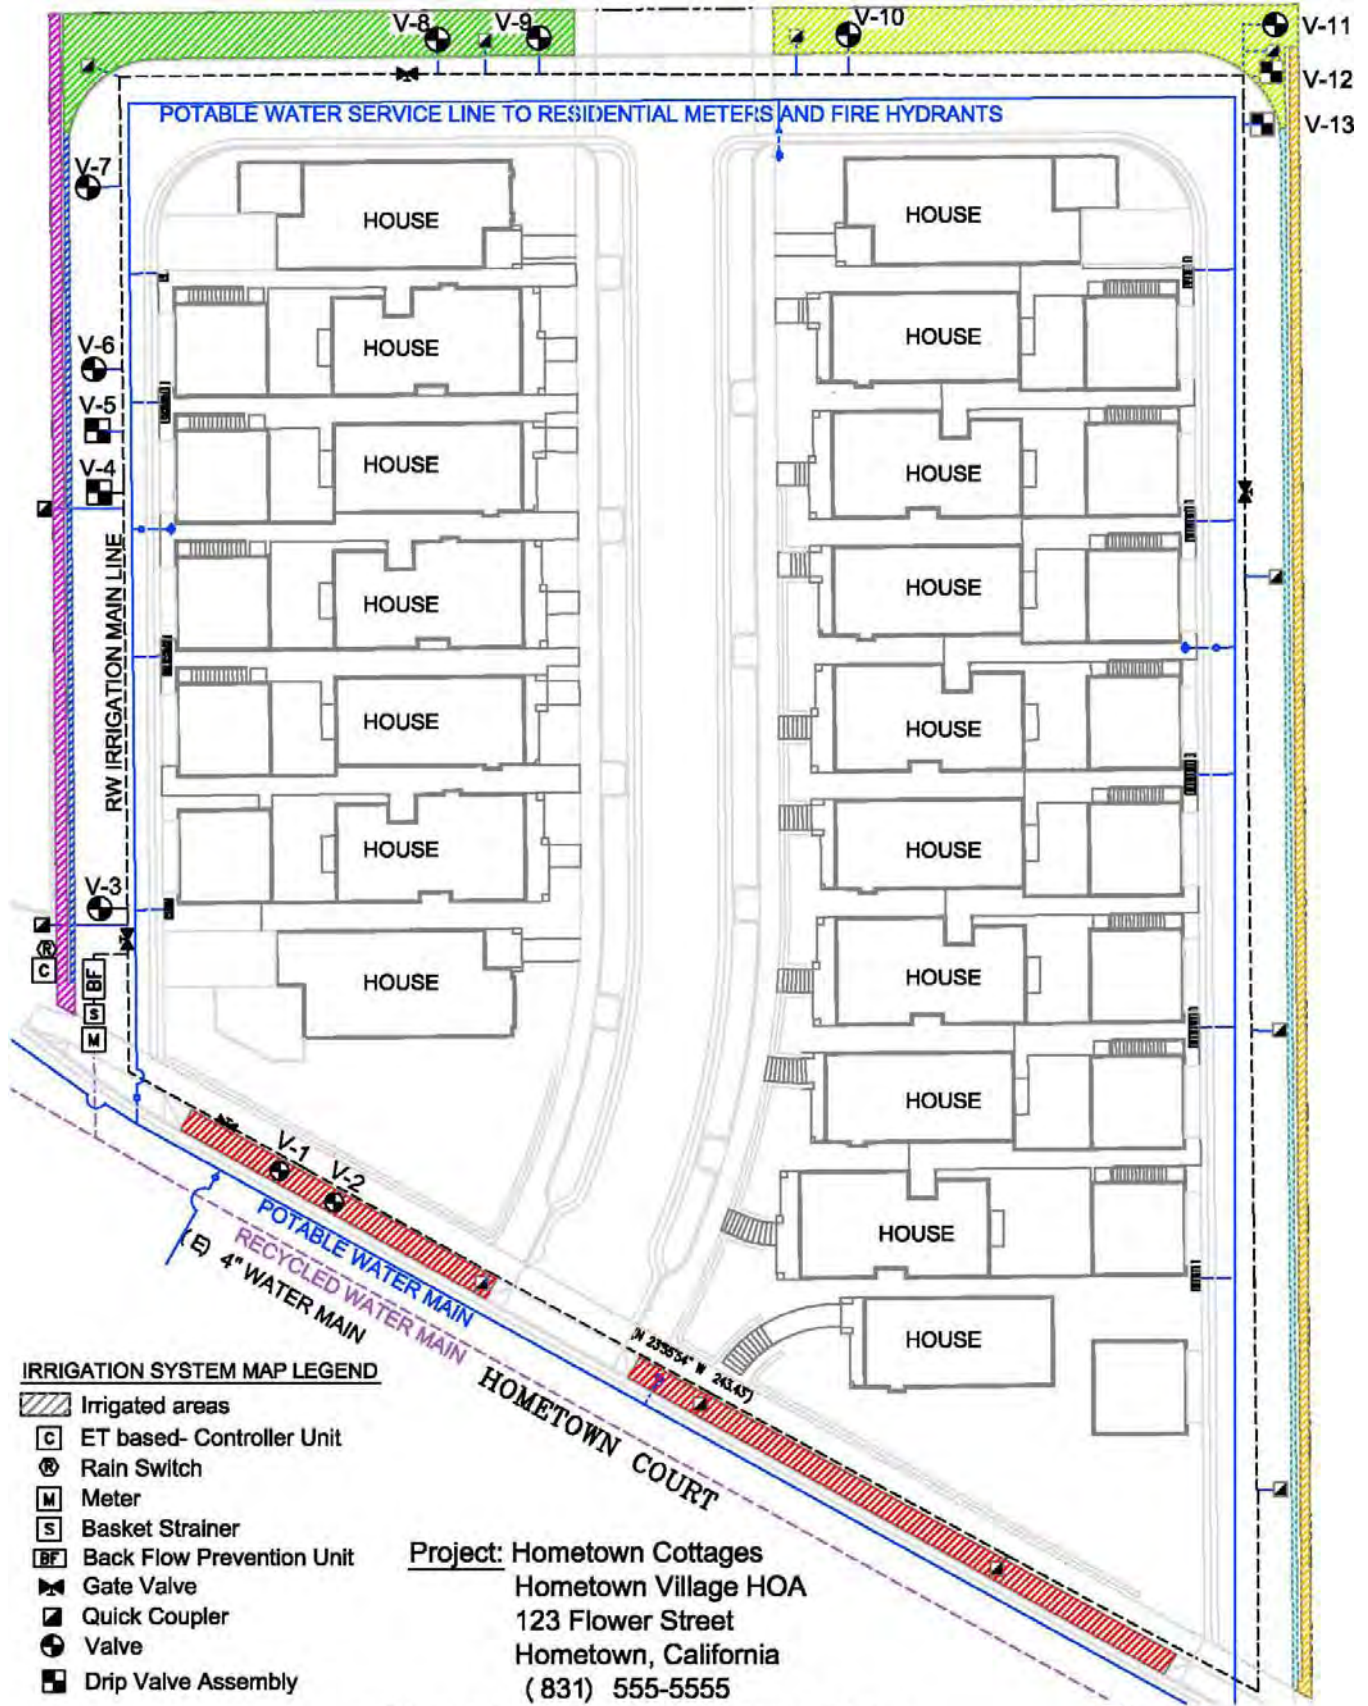 V-8
V-9
V-10
V-11
V-12
V-13
POTABLE WATER SERVICE LINE TO RESIDENTIAL METERS AND FIRE HYDRANTS
V-7
HOUSE
HOUSE
V-6
HOUSE
HOUSE
V-5
V-4
HOUSE
HOUSE
RW IRRIGATION MAIN LINE
HOUSE
HOUSE
HOUSE
HOUSE
HOUSE
HOUSE
V-3
R
C
BF
S
M
HOUSE
HOUSE
HOUSE
V-1
V-2
HOUSE
HOUSE
POTABLE WATER MAIN
RECYCLED WATER MAIN
(E) 4" WATER MAIN
HOMETOWN COURT
IRRIGATION SYSTEM MAP LEGEND
Irrigated areas
C ET based- Controller Unit
R Rain Switch
M Meter
S Basket Strainer
BF Back Flow Prevention Unit
Gate Valve
Quick Coupler
Valve
Drip Valve Assembly
Project: Hometown Cottages
Hometown Village HOA
123 Flower Street
Hometown, California
(831) 555-5555